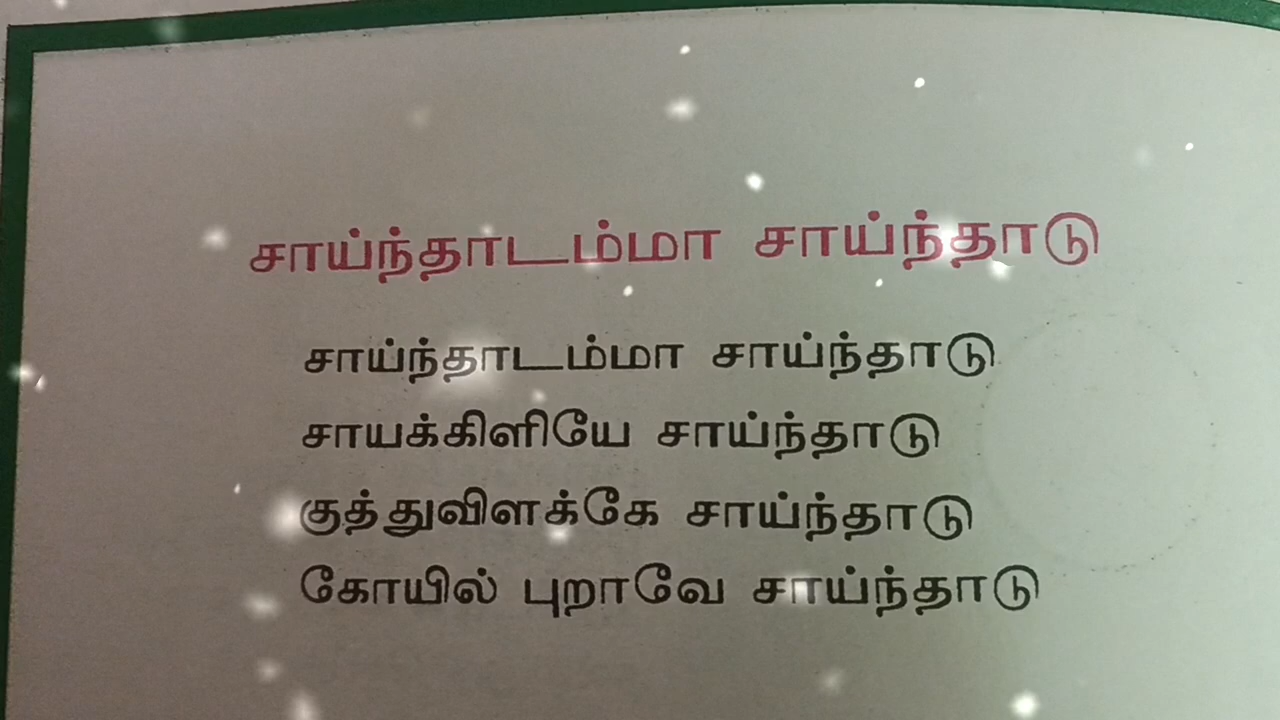 சாய்ந்தாடம்மா சாய்ந்தாடு
சாய்ந்தாடம்மா சாய்ந்தாடு
சாயக்கிளியே சாய்ந்தாடு
குத்துவிளக்கே சாய்ந்தாடு
கோயில் புறாவே சாய்ந்தாடு